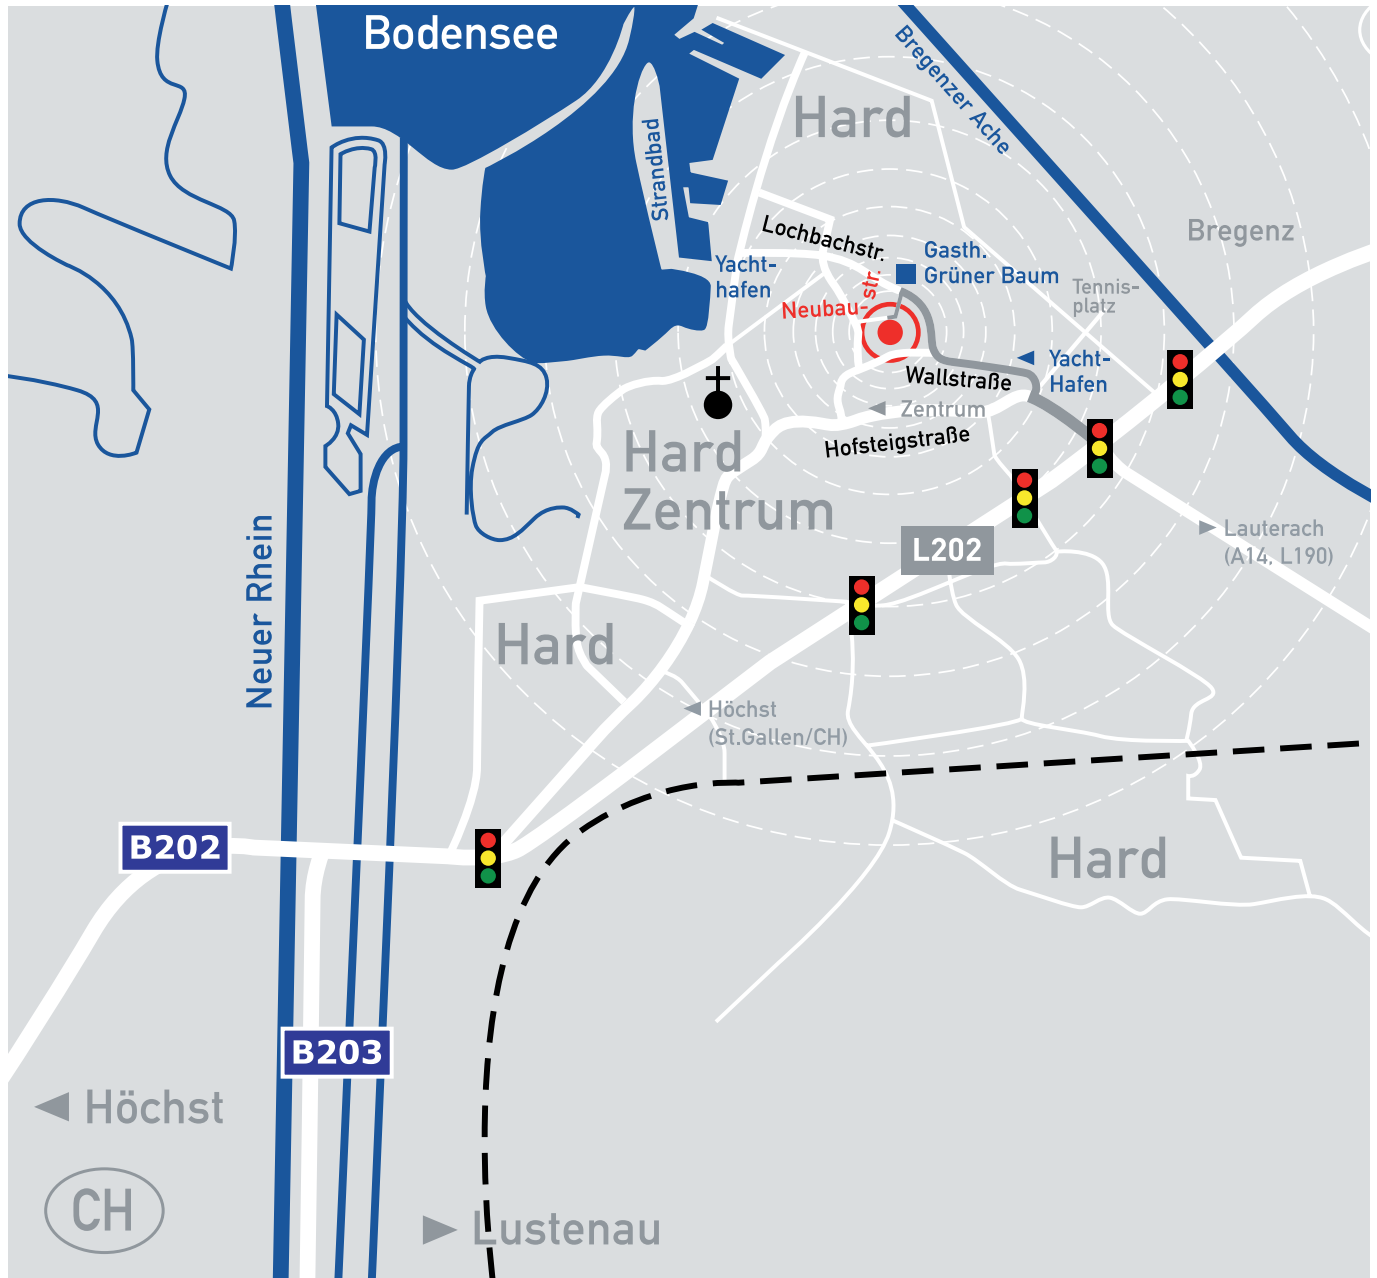 Bodensee
Bregenzer Ache
Hard
Strandbad
Bregenz
Lochbachstr.
Gasth.
Grüner Baum
Yacht-
hafen
Neubau-
str.
Tennis-
platz
Yacht-
Hafen
Wallstraße
Zentrum
Hofsteigstraße
Hard
Zentrum
Neuer Rhein
L202
Lauterach
(A14, L190)
Hard
Höchst
(St.Gallen/CH)
B202
Hard
B203
Höchst
CH
Lustenau